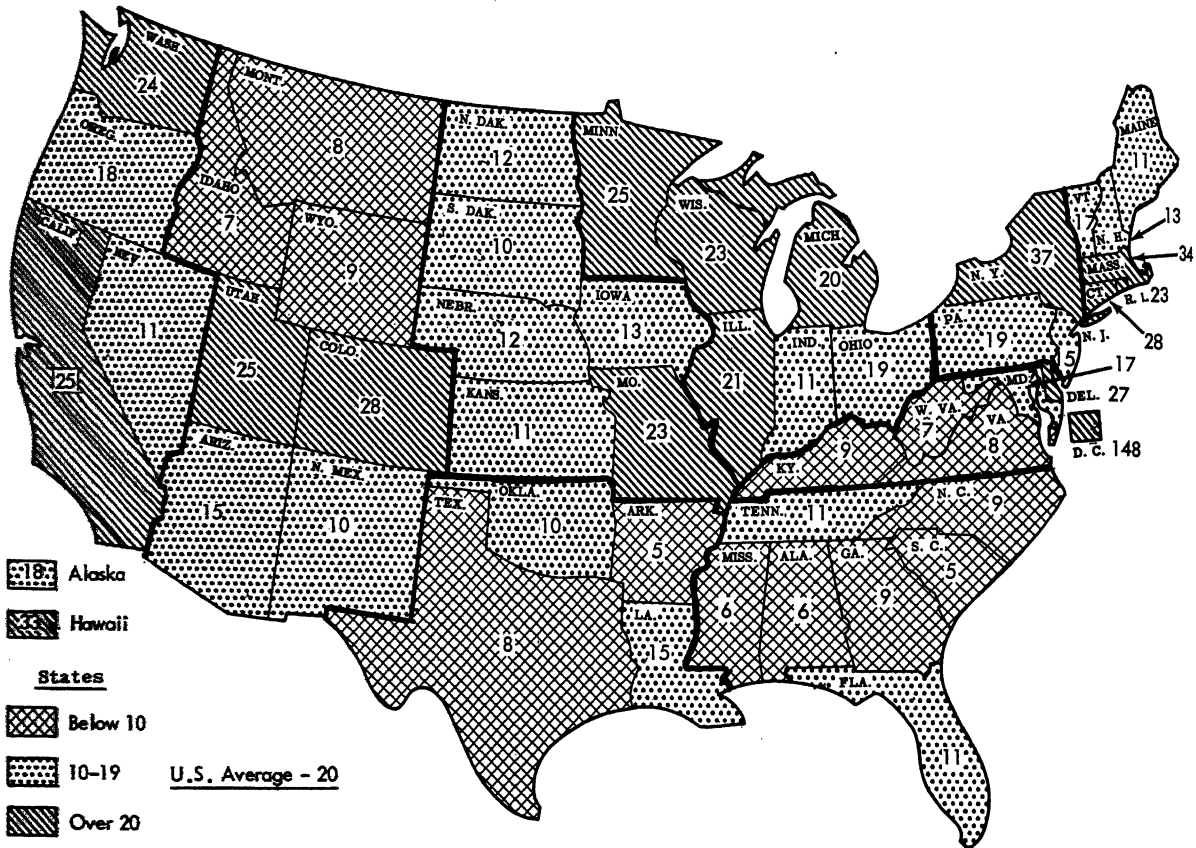 WASH.
24
MONT.
8
N. DAK.
12
MINN.
25
OREG.
18
IDAHO
7
WYO.
9
S. DAK.
10
WIS.
23
MICH.
20
MAINE
11
VT.
17
N. H.
13
MASS.
34
N. Y.
37
CT.
R. I. 23
28
CALIF.
25
NEV.
11
UTAH
25
COLO.
28
NEBR.
12
IOWA
13
ILL.
21
IND.
11
OHIO
19
PA.
19
N. J.
15
MD.
17
DEL. 27
D. C. 148
KANS.
11
MO.
23
KY.
9
W. VA.
7
VA.
8
ARIZ.
15
N. MEX.
10
TEX.
8
OKLA.
10
ARK.
5
TENN.
11
N. C.
9
S. C.
5
MISS.
6
ALA.
6
GA.
9
LA.
15
FLA.
11
18 Alaska
33 Hawaii
States
Below 10
10-19
Over 20
U.S. Average - 20